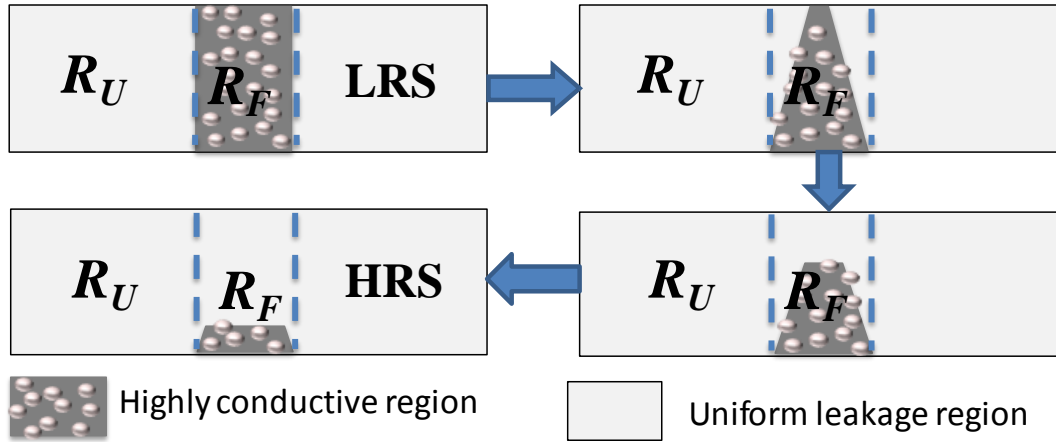 R_U R_F LRS
R_U R_F
R_U R_F HRS
R_U R_F
Highly conductive region
Uniform leakage region